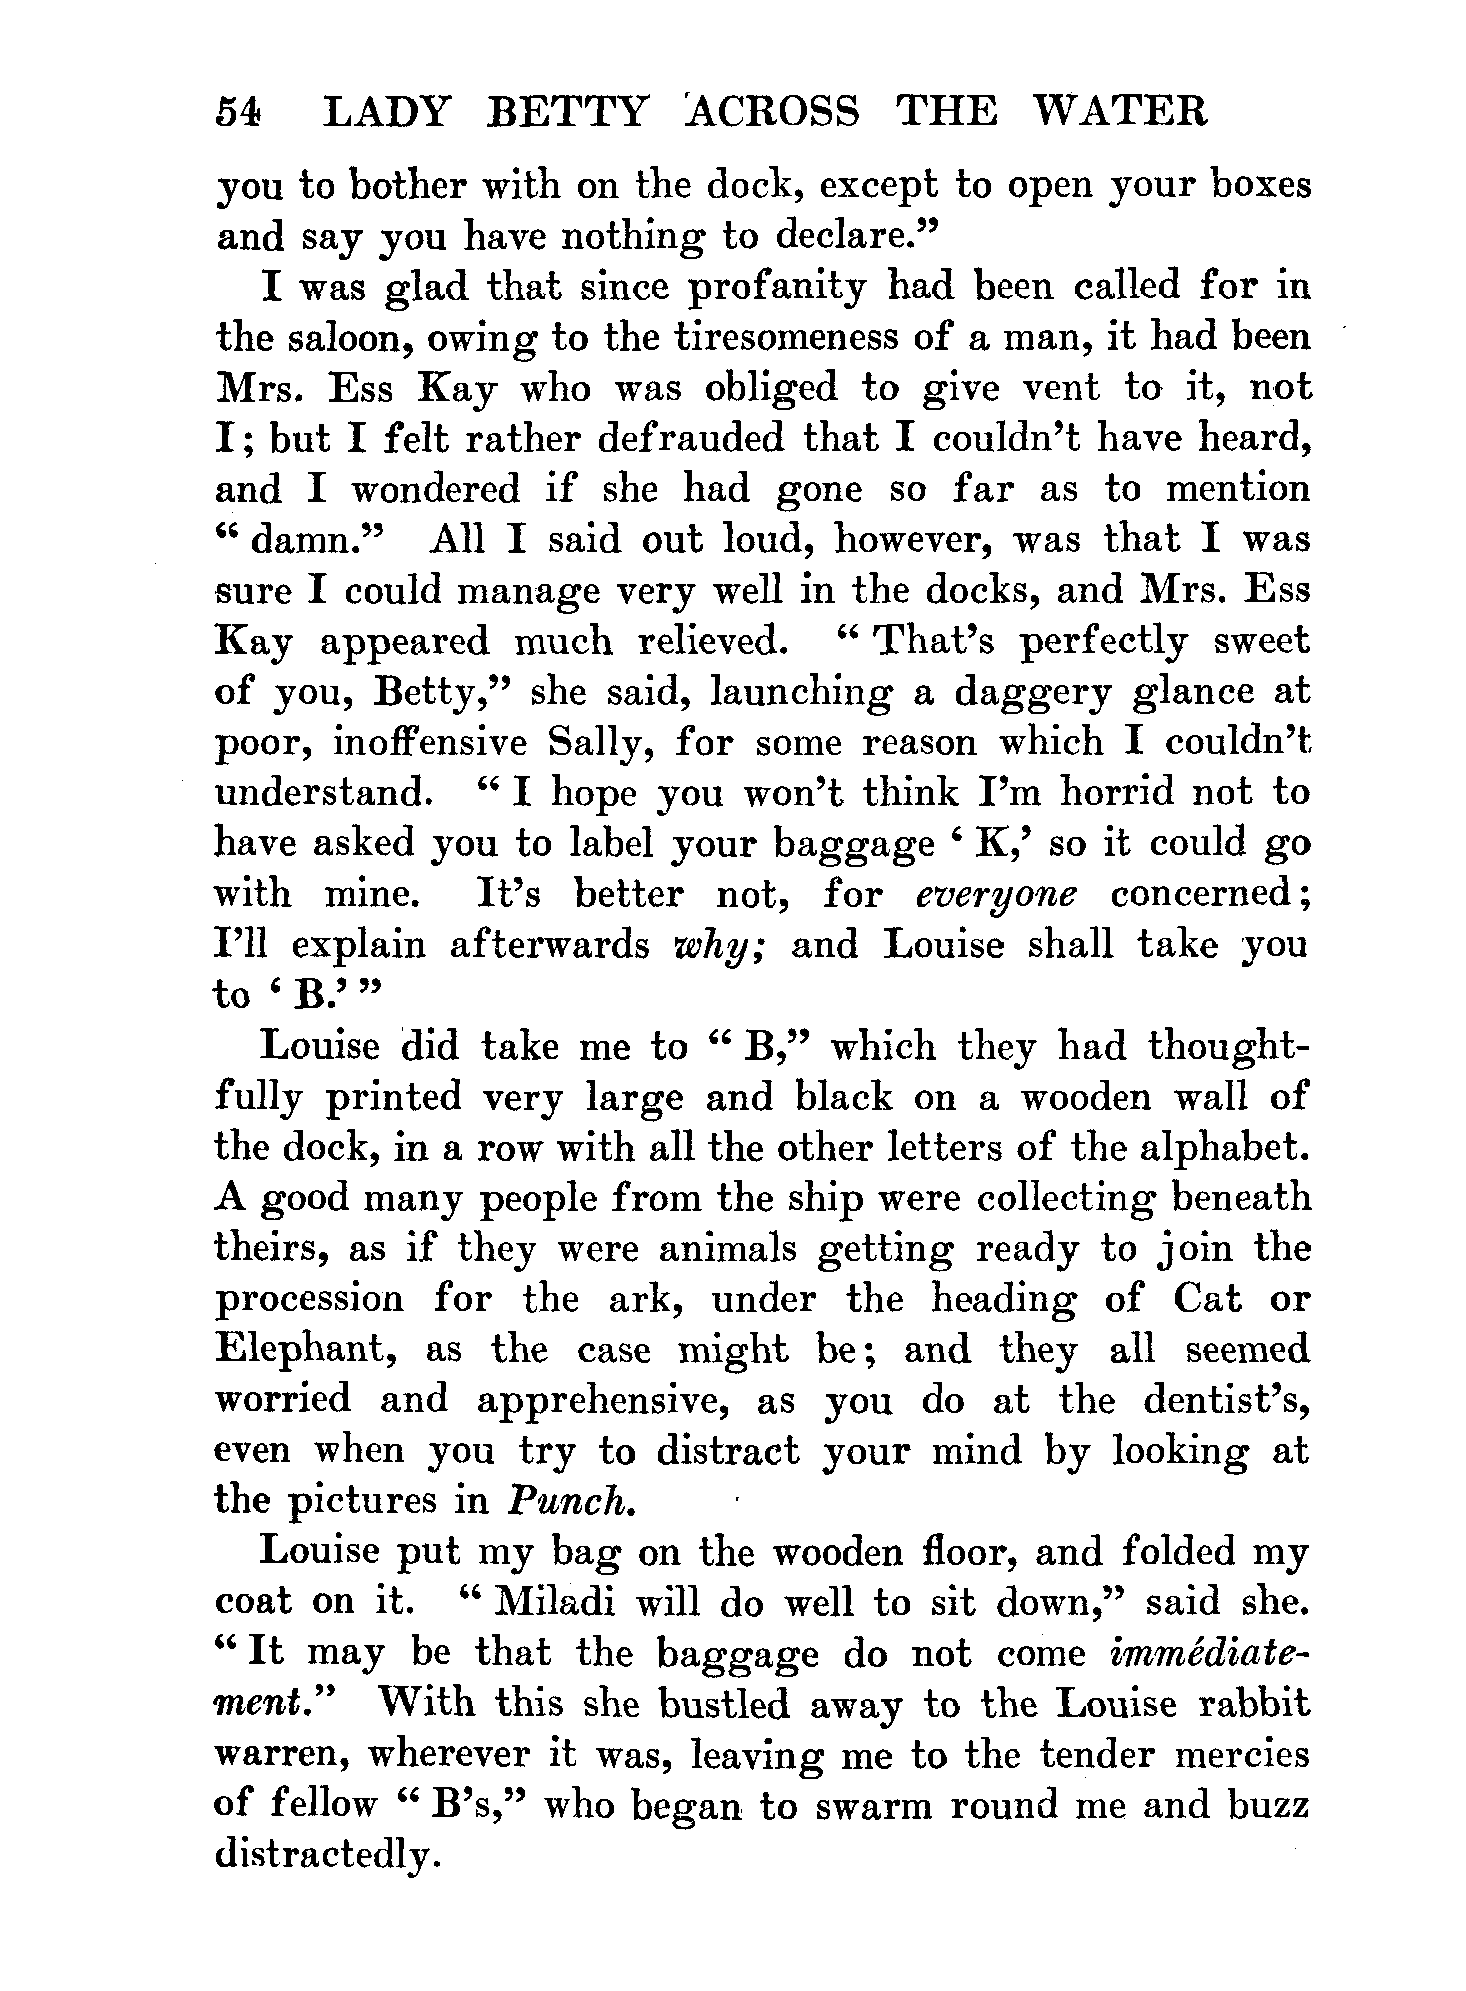 54 LADY BETTY ACROSS THE WATER
you to bother with on the dock, except to open your boxes
and say you have nothing to declare.”
I was glad that since profanity had been called for in
the saloon, owing to the tiresomeness of a man, it had been
Mrs. Ess Kay who was obliged to give vent to it, not
I; but I felt rather defrauded that I couldn’t have heard,
and I wondered if she had gone so far as to mention
“ damn.” All I said out loud, however, was that I was
sure I could manage very well in the docks, and Mrs. Ess
Kay appeared much relieved. “ That’s perfectly sweet
of you, Betty,” she said, launching a daggery glance at
poor, inoffensive Sally, for some reason which I couldn’t
understand. “ I hope you won’t think I’m horrid not to
have asked you to label your baggage ‘ K,’ so it could go
with mine. It’s better not, for everyone concerned;
I’ll explain afterwards why; and Louise shall take you
to ‘ B.’ ”
Louise did take me to “ B,” which they had thought-
fully printed very large and black on a wooden wall of
the dock, in a row with all the other letters of the alphabet.
A good many people from the ship were collecting beneath
theirs, as if they were animals getting ready to join the
procession for the ark, under the heading of Cat or
Elephant, as the case might be; and they all seemed
worried and apprehensive, as you do at the dentist’s,
even when you try to distract your mind by looking at
the pictures in Punch.
Louise put my bag on the wooden floor, and folded my
coat on it. “ Miladi will do well to sit down,” said she.
“ It may be that the baggage do not come immédiate-
ment.” With this she bustled away to the Louise rabbit
warren, wherever it was, leaving me to the tender mercies
of fellow “ B’s,” who began to swarm round me and buzz
distractedly.